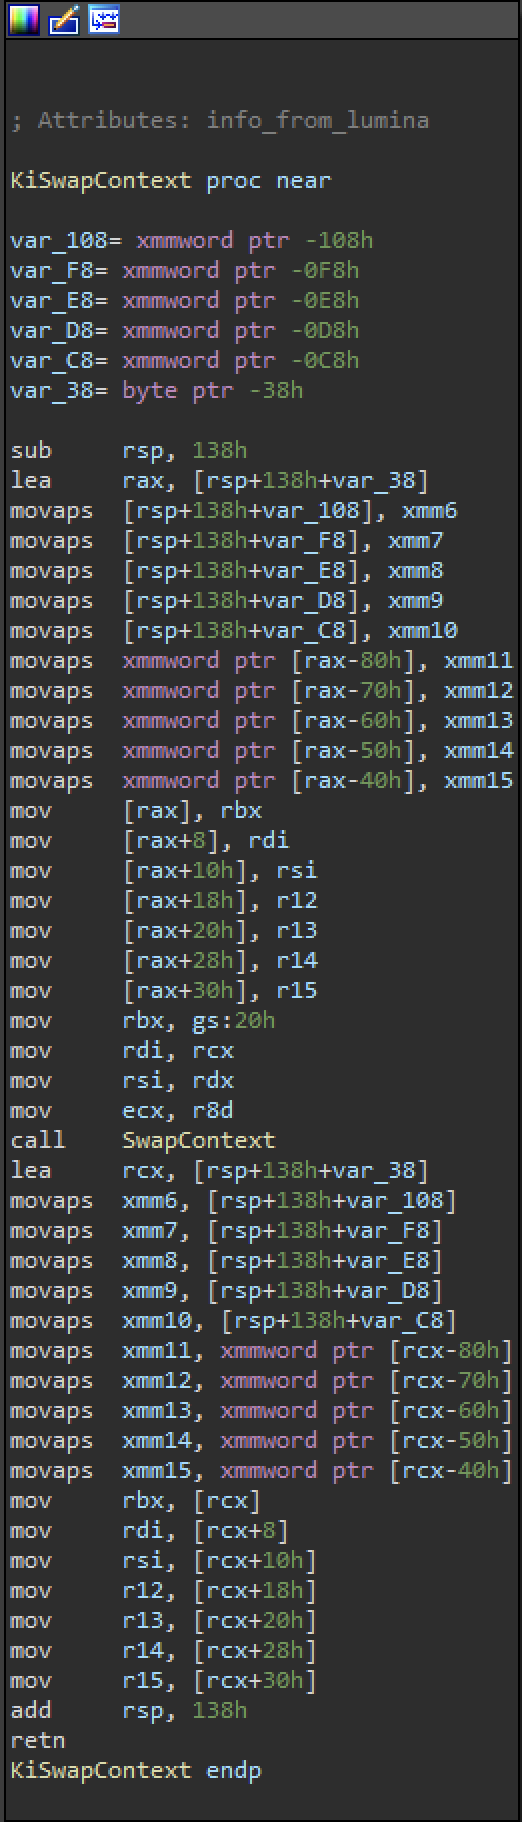 ; Attributes: info_from_lumina
KiSwapContext proc near
var_108= xmmword ptr -108h
var_F8= xmmword ptr -0F8h
var_E8= xmmword ptr -0E8h
var_D8= xmmword ptr -0D8h
var_C8= xmmword ptr -0C8h
var_38= byte ptr -38h
sub rsp, 138h
lea rax, [rsp+138h+var_38]
movaps [rsp+138h+var_108], xmm6
movaps [rsp+138h+var_F8], xmm7
movaps [rsp+138h+var_E8], xmm8
movaps [rsp+138h+var_D8], xmm9
movaps [rsp+138h+var_C8], xmm10
movaps xmmword ptr [rax-80h], xmm11
movaps xmmword ptr [rax-70h], xmm12
movaps xmmword ptr [rax-60h], xmm13
movaps xmmword ptr [rax-50h], xmm14
movaps xmmword ptr [rax-40h], xmm15
mov [rax], rbx
mov [rax+8], rdi
mov [rax+10h], rsi
mov [rax+18h], r12
mov [rax+20h], r13
mov [rax+28h], r14
mov [rax+30h], r15
mov rbx, gs:20h
mov rdi, rcx
mov rsi, rdx
mov ecx, r8d
call SwapContext
lea rcx, [rsp+138h+var_38]
movaps xmm6, [rsp+138h+var_108]
movaps xmm7, [rsp+138h+var_F8]
movaps xmm8, [rsp+138h+var_E8]
movaps xmm9, [rsp+138h+var_D8]
movaps xmm10, [rsp+138h+var_C8]
movaps xmm11, xmmword ptr [rcx-80h]
movaps xmm12, xmmword ptr [rcx-70h]
movaps xmm13, xmmword ptr [rcx-60h]
movaps xmm14, xmmword ptr [rcx-50h]
movaps xmm15, xmmword ptr [rcx-40h]
mov rbx, [rcx]
mov rdi, [rcx+8]
mov rsi, [rcx+10h]
mov r12, [rcx+18h]
mov r13, [rcx+20h]
mov r14, [rcx+28h]
mov r15, [rcx+30h]
add rsp, 138h
retn
KiSwapContext endp